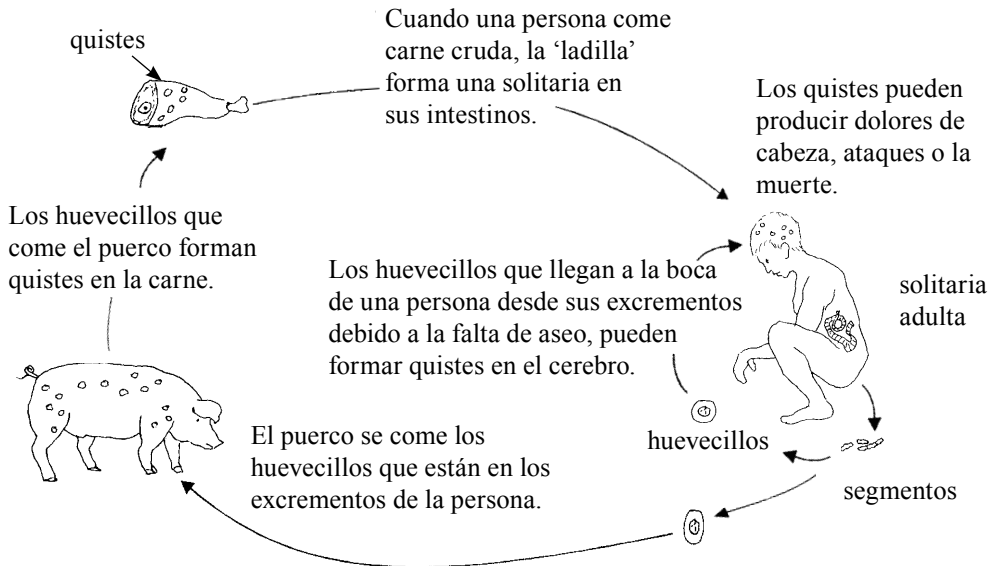 quistes
Cuando una persona come
carne cruda, la ‘ladilla’
forma una solitaria en
sus intestinos.
Los quistes pueden
producir dolores de
cabeza, ataques o la
muerte.
Los huevecillos que
come el puerco forman
quistes en la carne.
Los huevecillos que llegan a la boca
de una persona desde sus excrementos
debido a la falta de aseo, pueden
formar quistes en el cerebro.
solitaria
adulta
El puerco se come los
huevecillos que están en los
excrementos de la persona.
huevecillos
segmentos